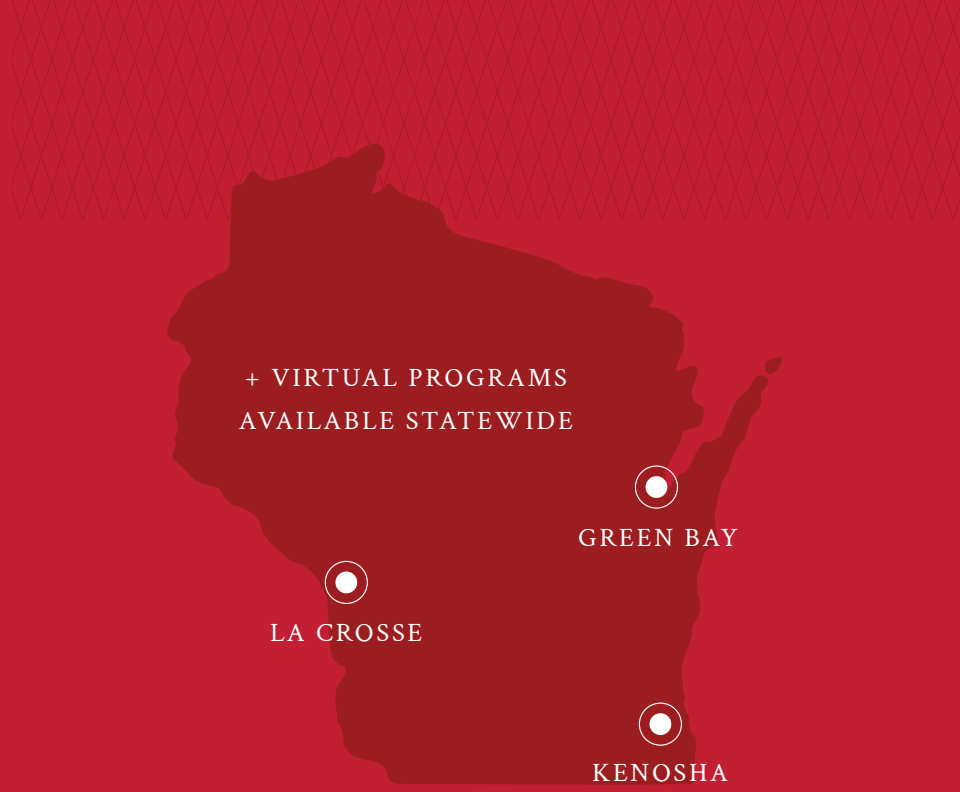 + VIRTUAL PROGRAMS
AVAILABLE STATEWIDE
GREEN BAY
LA CROSSE
KENOSHA